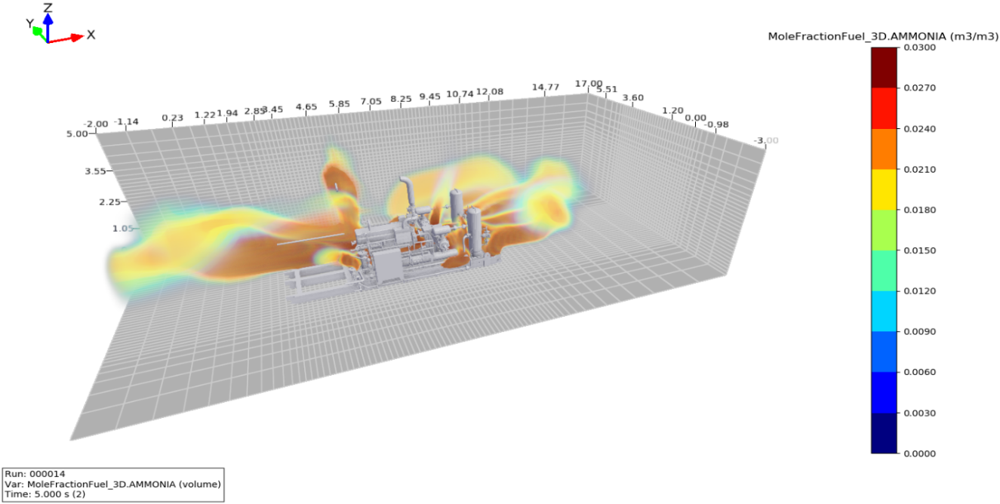 Z
Y
X
MoleFractionFuel_3D.AMMONIA (m3/m3)
0.0300
0.0270
0.0240
0.0210
0.0180
0.0150
0.0120
0.0090
0.0060
0.0030
0.0000
-2.00 -1.14 0.23 1.22 1.94 2.85 3.45 4.65 5.85 7.05 8.25 9.45 10.74 12.08 14.77 17.00
5.51 3.60 1.20 0.00 -0.98 -3.00
5.00
3.55
2.25
1.05
Run: 000014
Var: MoleFractionFuel_3D.AMMONIA (volume)
Time: 5.000 s (2)